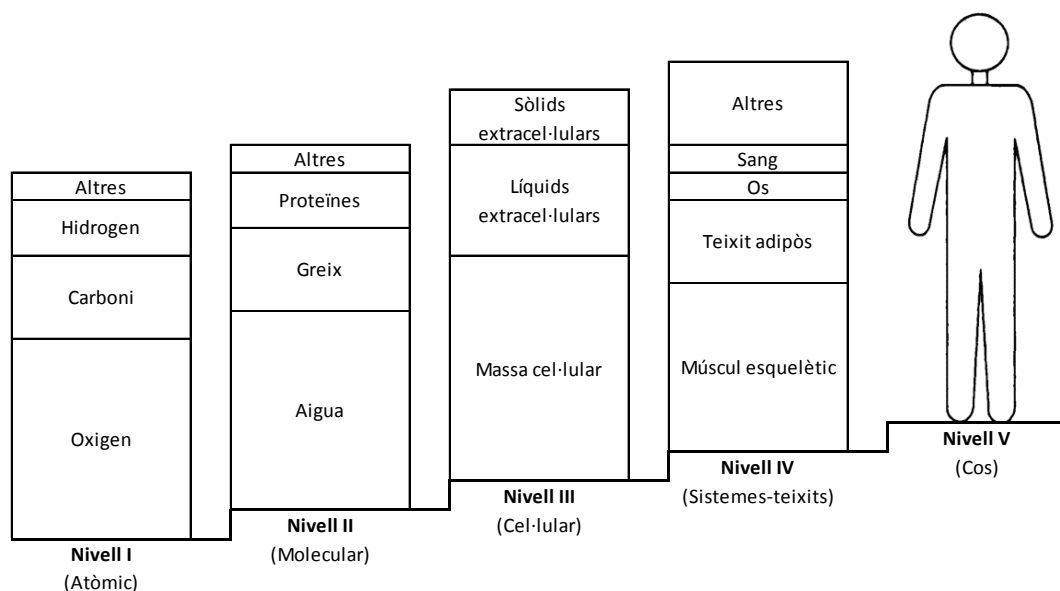 Altres
Hidrogen
Carboni
Oxigen
Nivell I
(Atòmic)
Altres
Proteïnes
Greix
Aigua
Nivell II
(Molecular)
Sòlids
extracel·lulars
Líquids
extracel·lulars
Massa cel·lular
Nivell III
(Cel·lular)
Altres
Sang
Os
Teixit adipòs
Múscul esquelètic
Nivell IV
(Sistemes-teixits)
Nivell V
(Cos)